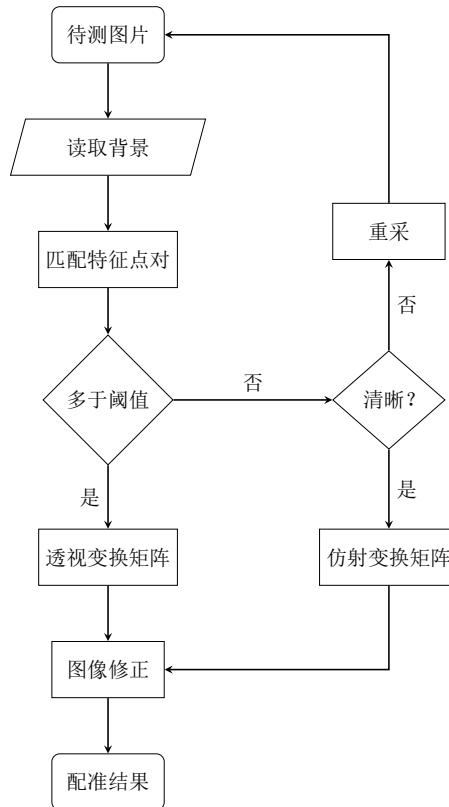 待测图片
读取背景
重采
匹配特征点对
否
多于阈值
否
清晰?
是
是
透视变换矩阵
仿射变换矩阵
图像修正
配准结果